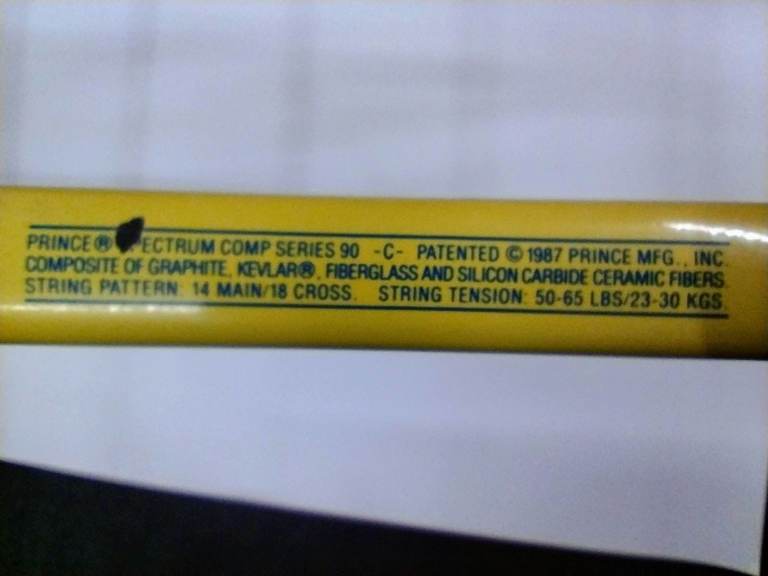 PRINCE® ECTRUM COMP SERIES 90 -C- PATENTED © 1987 PRINCE MFG., INC.
COMPOSITE OF GRAPHITE, KEVLAR®, FIBERGLASS AND SILICON CARBIDE CERAMIC FIBERS.
STRING PATTERN: 14 MAIN/18 CROSS. STRING TENSION: 50-65 LBS/23-30 KGS.